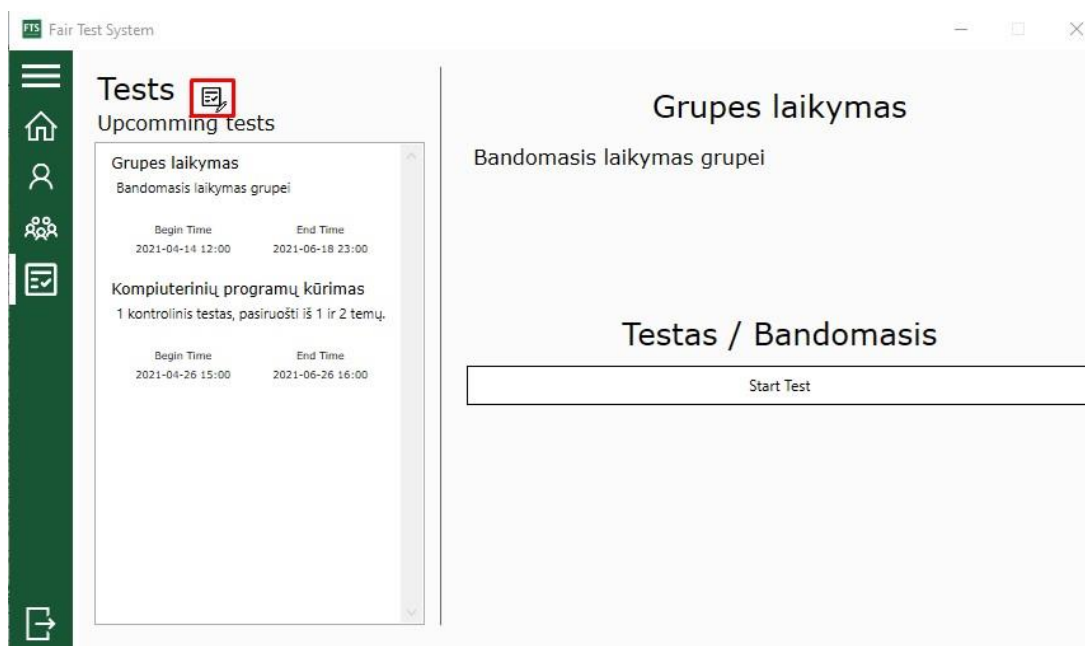 FTS Fair Test System
Tests
Upcomming tests
Grupes laikymas
Bandomasis laikymas grupei
Begin Time End Time
2021-04-14 12:00 2021-06-18 23:00
Kompiuterinių programų kūrimas
1 kontrolinis testas, pasiruošti iš 1 ir 2 temų.
Begin Time End Time
2021-04-26 15:00 2021-06-26 16:00
Grupes laikymas
Bandomasis laikymas grupei
Testas / Bandomasis
Start Test